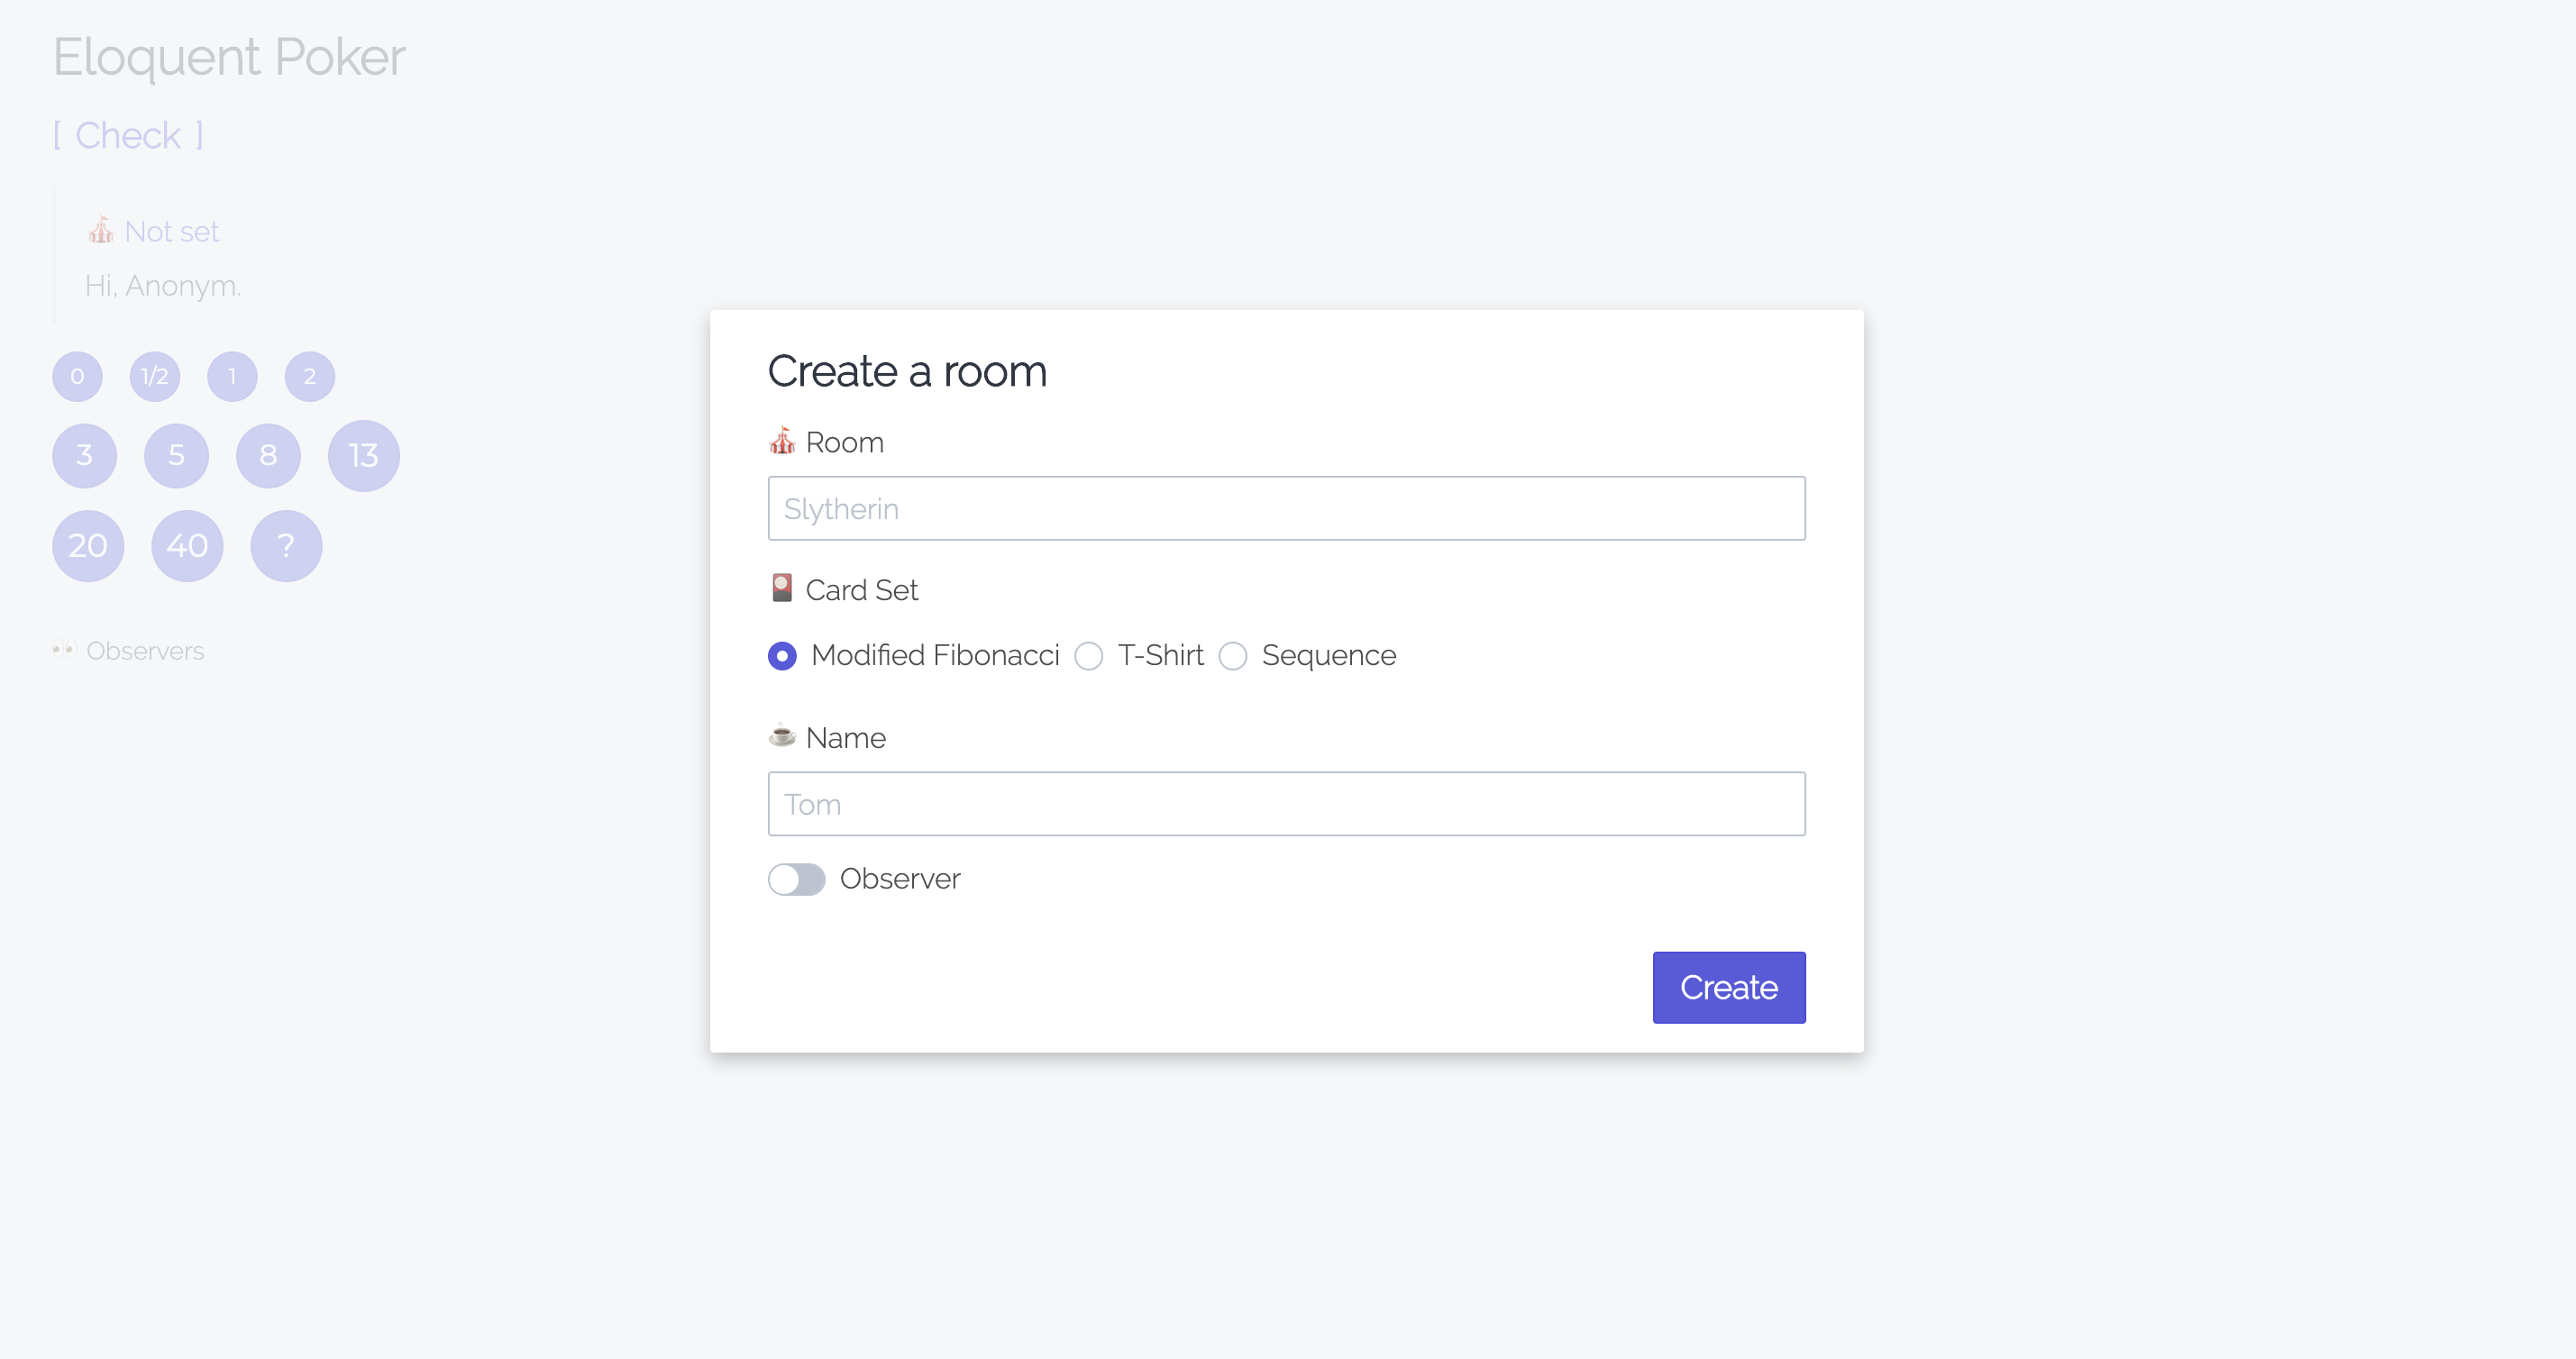 Eloquent Poker
[ Check ]
🎪 Not set
Hi, Anonym.
0 1/2 1 2
3 5 8 13
20 40 ?
👀 Observers
Create a room
🎪 Room
Slytherin
🎴 Card Set
Modified Fibonacci T-Shirt Sequence
☕ Name
Tom
Observer
Create